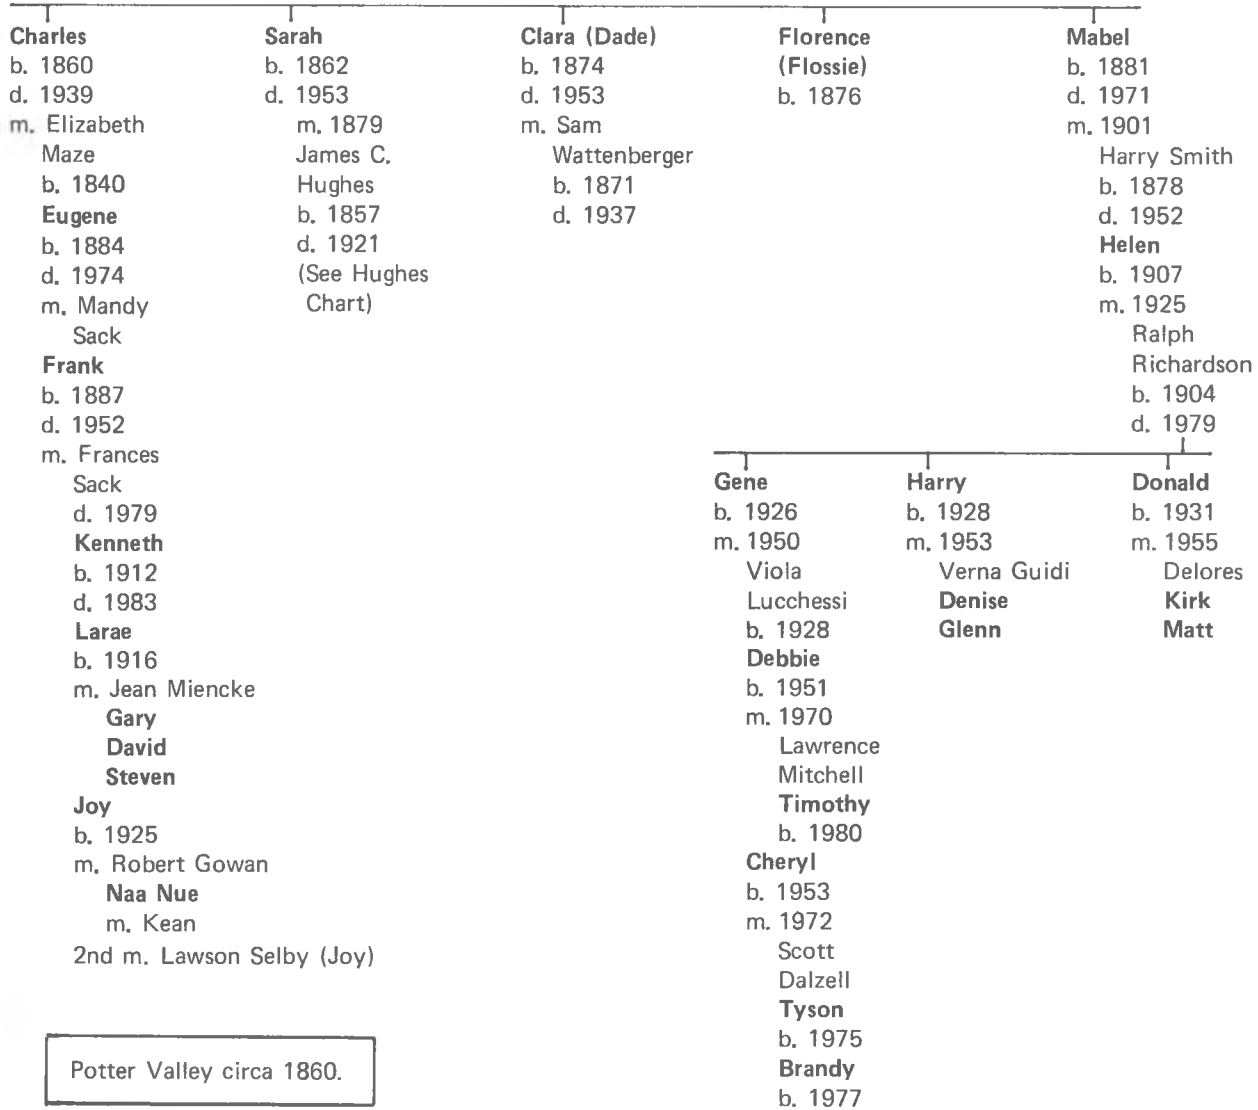 Charles
b. 1860
d. 1939
m. Elizabeth
Maze
b. 1840
Eugene
b. 1884
d. 1974
m. Mandy
Sack
Frank
b. 1887
d. 1952
m. Frances
Sack
d. 1979
Kenneth
b. 1912
d. 1983
Larae
b. 1916
m. Jean Miencke
Gary
David
Steven
Joy
b. 1925
m. Robert Gowan
Naa Nue
m. Kean
2nd m. Lawson Selby (Joy)
Sarah
b. 1862
d. 1953
m. 1879
James C.
Hughes
b. 1857
d. 1921
(See Hughes
Chart)
Clara (Dade)
b. 1874
d. 1953
m. Sam
Wattenberger
b. 1871
d. 1937
Florence
(Flossie)
b. 1876
Mabel
b. 1881
d. 1971
m. 1901
Harry Smith
b. 1878
d. 1952
Helen
b. 1907
m. 1925
Ralph
Richardson
b. 1904
d. 1979
Gene
b. 1926
m. 1950
Viola
Lucchessi
b. 1928
Debbie
b. 1951
m. 1970
Lawrence
Mitchell
Timothy
b. 1980
Cheryl
b. 1953
m. 1972
Scott
Dalzell
Tyson
b. 1975
Brandy
b. 1977
Harry
b. 1928
m. 1953
Verna Guidi
Denise
Glenn
Donald
b. 1931
m. 1955
Delores
Kirk
Matt
Potter Valley circa 1860.